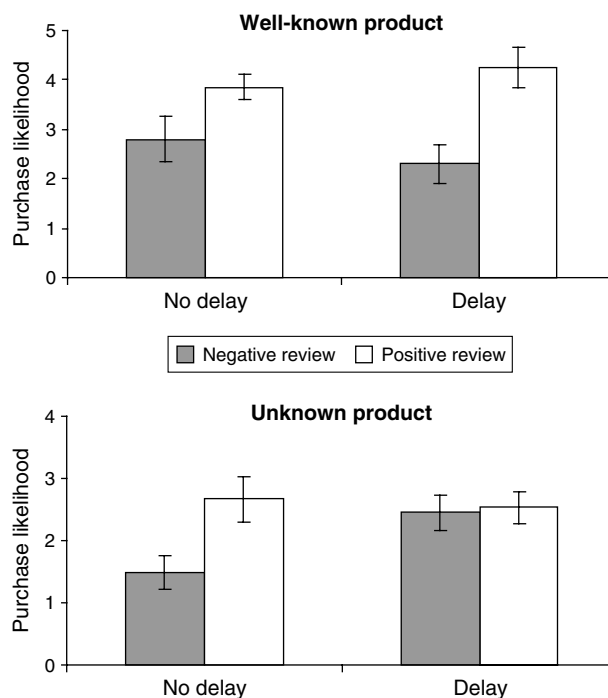 Well-known product
Purchase likelihood
5
4
3
2
1
0
No delay Delay
Negative review Positive review
Unknown product
Purchase likelihood
4
3
2
1
0
No delay Delay